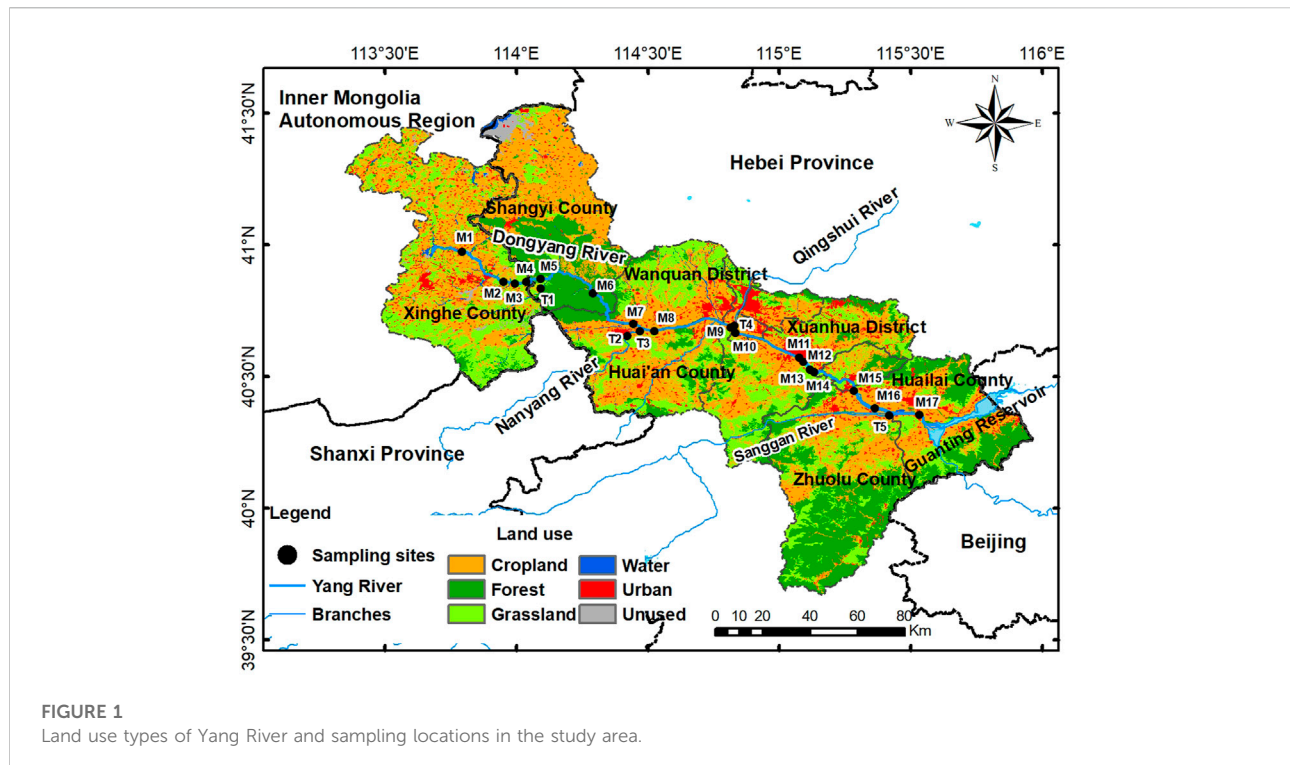 113°30'E 114°E 114°30'E 115°E 115°30'E 116°E
41°30'N
41°N
40°30'N
40°N
39°30'N
Inner Mongolia
Autonomous Region
N
W E
S
Hebei Province
Shangyi County
Qingshui River
Dongyang River
Wanquan District
M1
M4
M5
M2
M3
T1
M6
Xinghe County
M7
M8
T2
T3
M9
T4
M10
Xuanhua District
M11
M12
M13
M14
Huai'an County
M15
Huailai County
M16
M17
T5
Nanyang River
Sanggan River
Guanting Reservoir
Shanxi Province
Zhuolu County
Beijing
Legend
Sampling sites
Yang River
Branches
Land use
Cropland
Forest
Grassland
Water
Urban
Unused
0 10 20 40 60 80
Km
FIGURE 1
Land use types of Yang River and sampling locations in the study area.